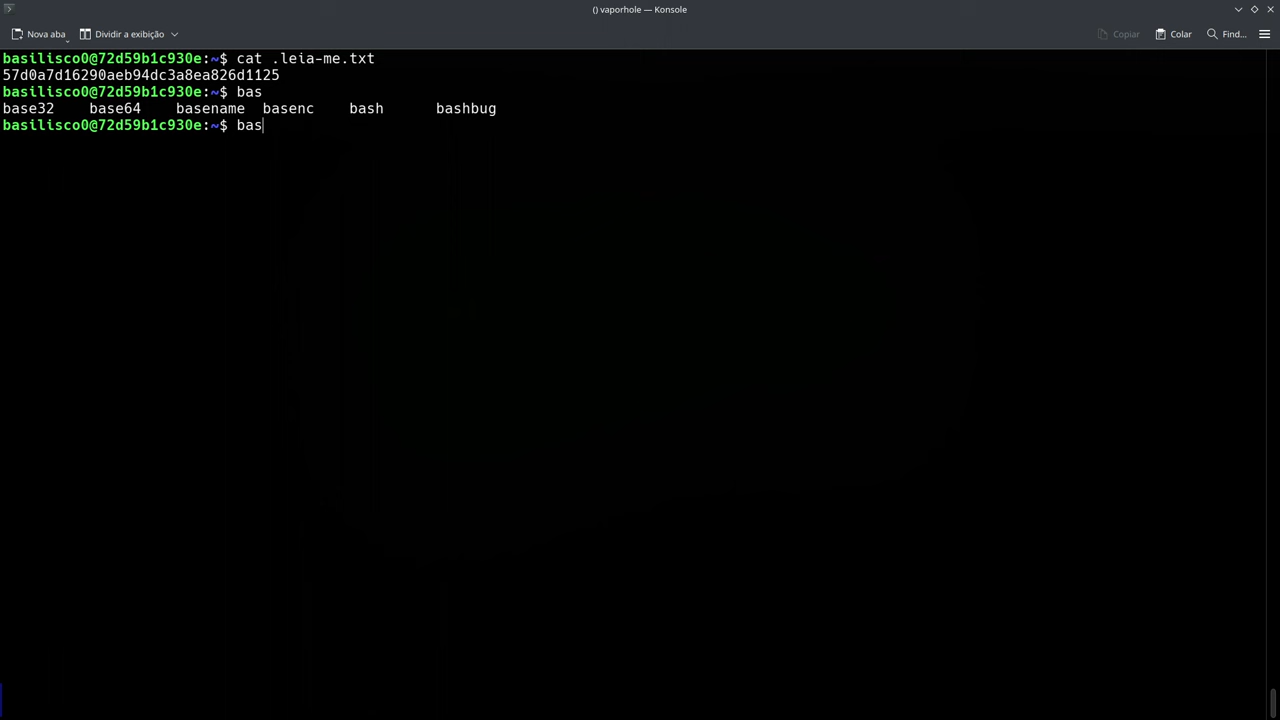 () vaporhole — Konsole
Nova aba Dividir a exibição Copiar Colar Find...
basilisco0@72d59b1c930e:~$ cat .leia-me.txt
57d0a7d16290aeb94dc3a8ea826d1125
basilisco0@72d59b1c930e:~$ bas
base32 base64 basename basenc bash bashbug
basilisco0@72d59b1c930e:~$ bas